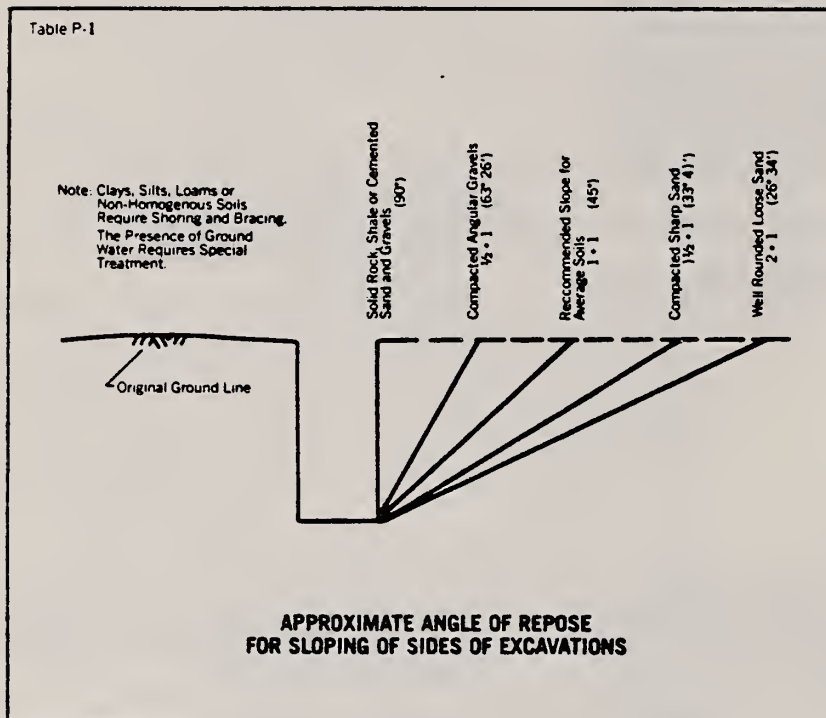 Table P-1
Note: Clays, Silts, Loams or
Non-Homogenous Soils
Require Shoring and Bracing.
The Presence of Ground
Water Requires Special
Treatment.
Solid Rock, Shale or Cemented
Sand and Gravels (90°)
Compacted Angular Gravels
½ • 1 (63° 26')
Reccommended Slope for
Average Soils
1 • 1 (45°)
Compacted Sharp Sand
1½ • 1 (33° 41')
Well Rounded Loose Sand
2 • 1 (26° 34')
Original Ground Line
APPROXIMATE ANGLE OF REPOSE
FOR SLOPING OF SIDES OF EXCAVATIONS